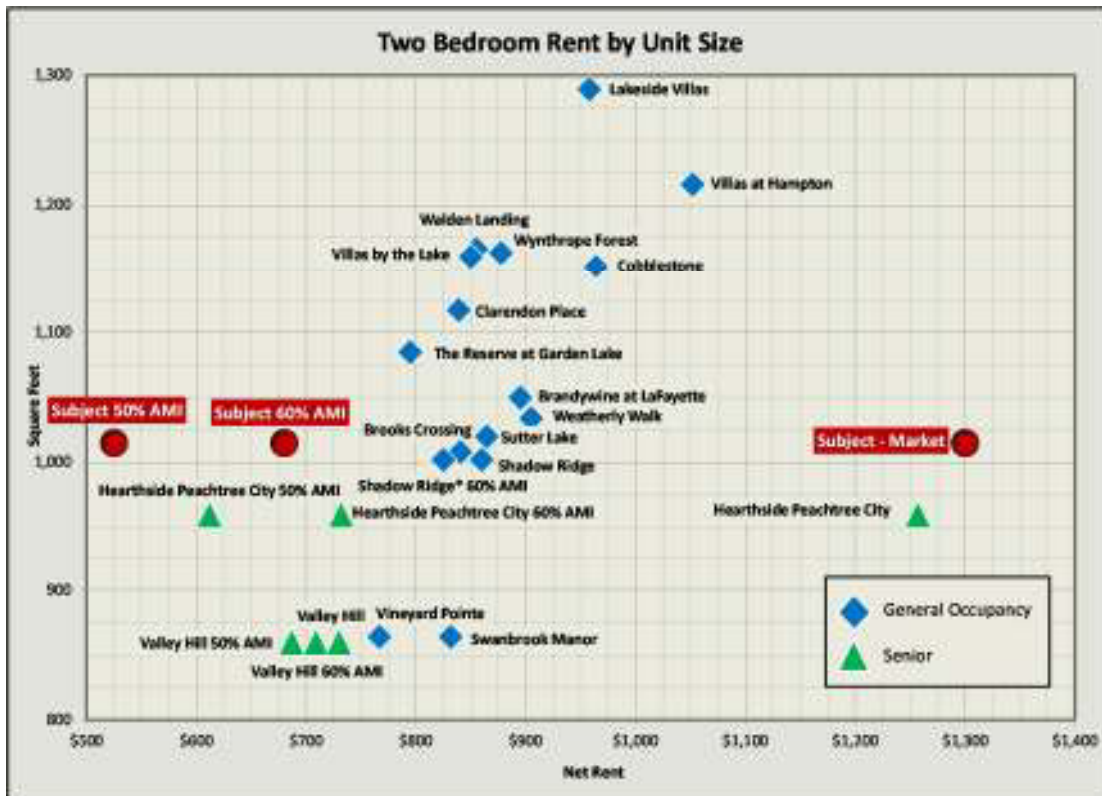 Two Bedroom Rent by Unit Size
1,300
Lakeside Villas
1,200
Villas at Hampton
Walden Landing
Wynthrope Forest
Villas by the Lake
Cobblestone
Clarendon Place
1,100
The Reserve at Garden Lake
Square Feet
Brandywine at LaFayette
Subject 50% AMI
Subject 60% AMI
Weatherly Walk
Brooks Crossing
Sutter Lake
Subject - Market
1,000
Shadow Ridge
Shadow Ridge* 60% AMI
Hearthside Peachtree City 50% AMI
Hearthside Peachtree City 60% AMI
Hearthside Peachtree City
900
General Occupancy
Valley Hill
Vineyard Pointe
Valley Hill 50% AMI
Swanbrook Manor
Senior
Valley Hill 60% AMI
800
$500 $600 $700 $800 $900 $1,000 $1,100 $1,200 $1,300 $1,400
Net Rent